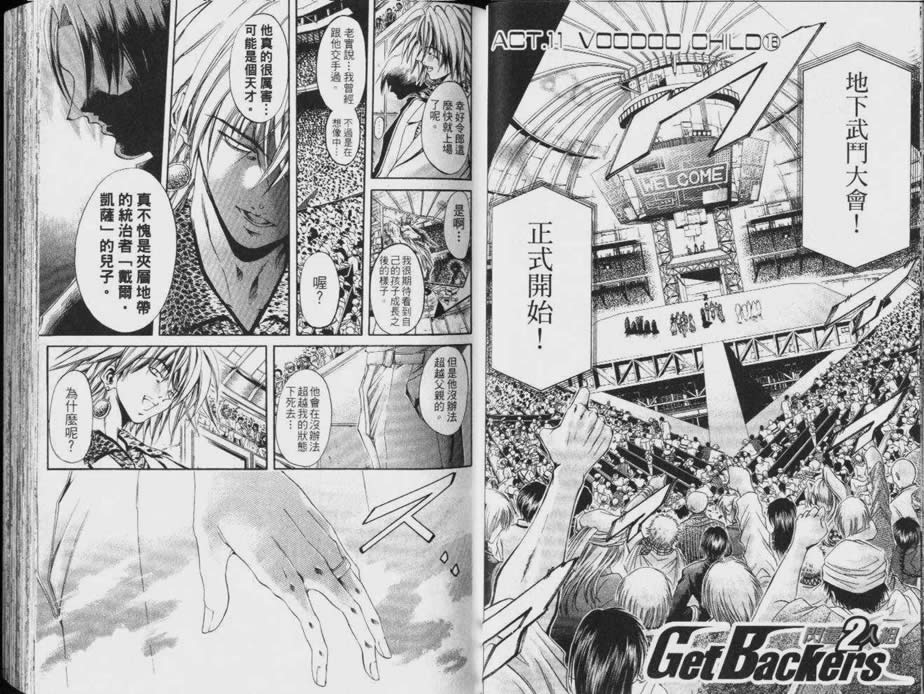 ACT.11 VOODOO CHILD⑯
地下武鬥大會！
WELCOME
正式開始！
閃靈2人組
GetBackers
幸好令郎這
麼快就上場
了呢。
老實說…我曾經
跟他交手過。
不過是在
想像中…
他真的很厲害…
可能是個天才。
是啊…
我很期待看到自
己的孩子成長之
後的樣子。
喔？
真不愧是夾層地帶
的統治者「戴爾·
凱薩」的兒子。
但是他沒辦法
超越父親的。
他會在沒辦法
超越我的狀態
下死去…
為什麼呢？